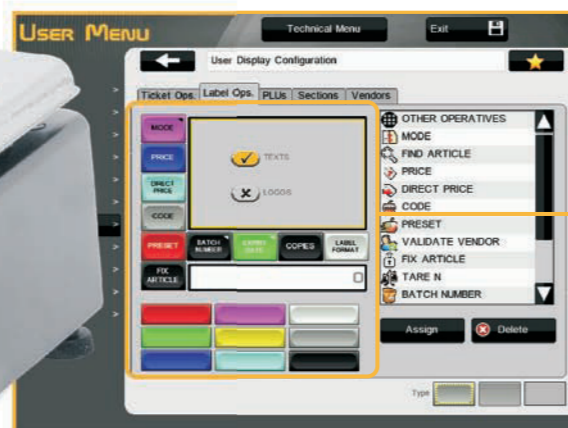 USER MENU
Technical Menu
Exit
User Display Configuration
Ticket Ops.
Label Ops.
PLUs
Sections
Vendors
MODE
TEXTS
PRICE
DIRECT PRICE
LOGOS
CODE
PRESET
BATCH NUMBER
EXPIRY DATE
COPIES
LABEL FORMAT
FIX ARTICLE
0
OTHER OPERATIVES
MODE
FIND ARTICLE
PRICE
DIRECT PRICE
CODE
PRESET
VALIDATE VENDOR
FIX ARTICLE
TARE N
BATCH NUMBER
Assign
Delete
Type